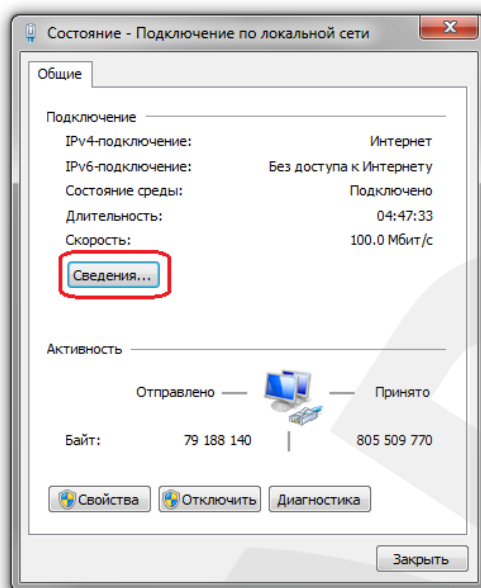 Состояние - Подключение по локальной сети
Общие
Подключение
IPv4-подключение: Интернет
IPv6-подключение: Без доступа к Интернету
Состояние среды: Подключено
Длительность: 04:47:33
Скорость: 100.0 Мбит/с
Сведения...
Активность
Отправлено — — Принято
Байт: 79 188 140 | 805 509 770
Свойства Отключить Диагностика
Закрыть